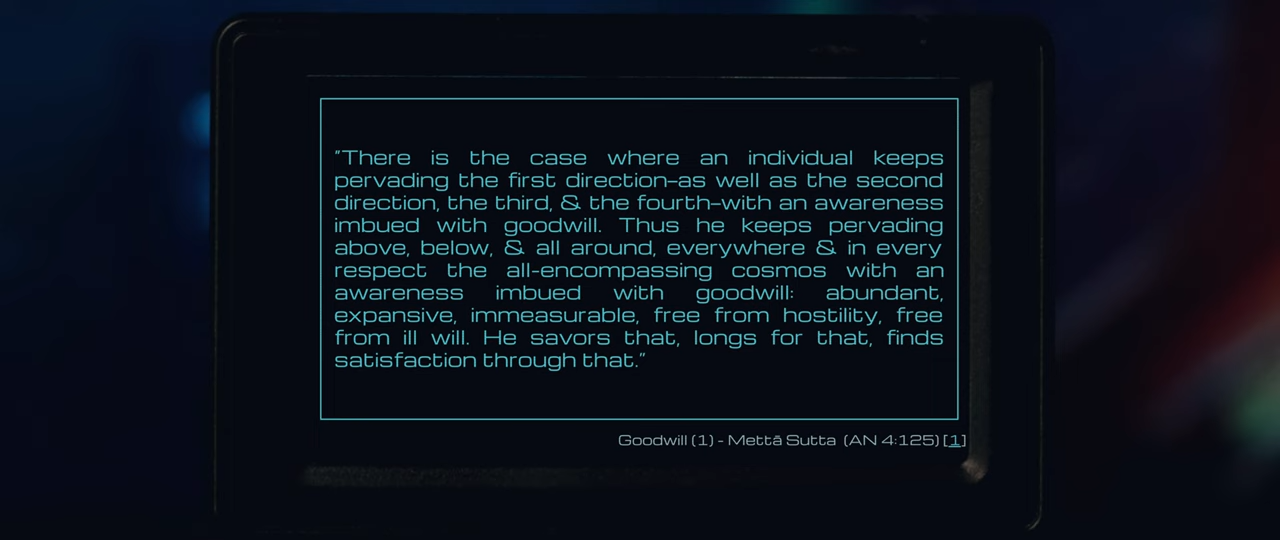 "There is the case where an individual keeps
pervading the first direction–as well as the second
direction, the third, & the fourth–with an awareness
imbued with goodwill. Thus he keeps pervading
above, below, & all around, everywhere & in every
respect the all-encompassing cosmos with an
awareness imbued with goodwill: abundant,
expansive, immeasurable, free from hostility, free
from ill will. He savors that, longs for that, finds
satisfaction through that."
Goodwill (1) - Mettā Sutta (AN 4:125) [1]